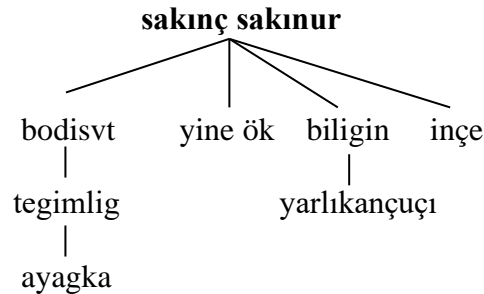 sakınç sakınur
bodisvt yine ök biligin inçe
tegimlig yarlıkançuçı
ayagka